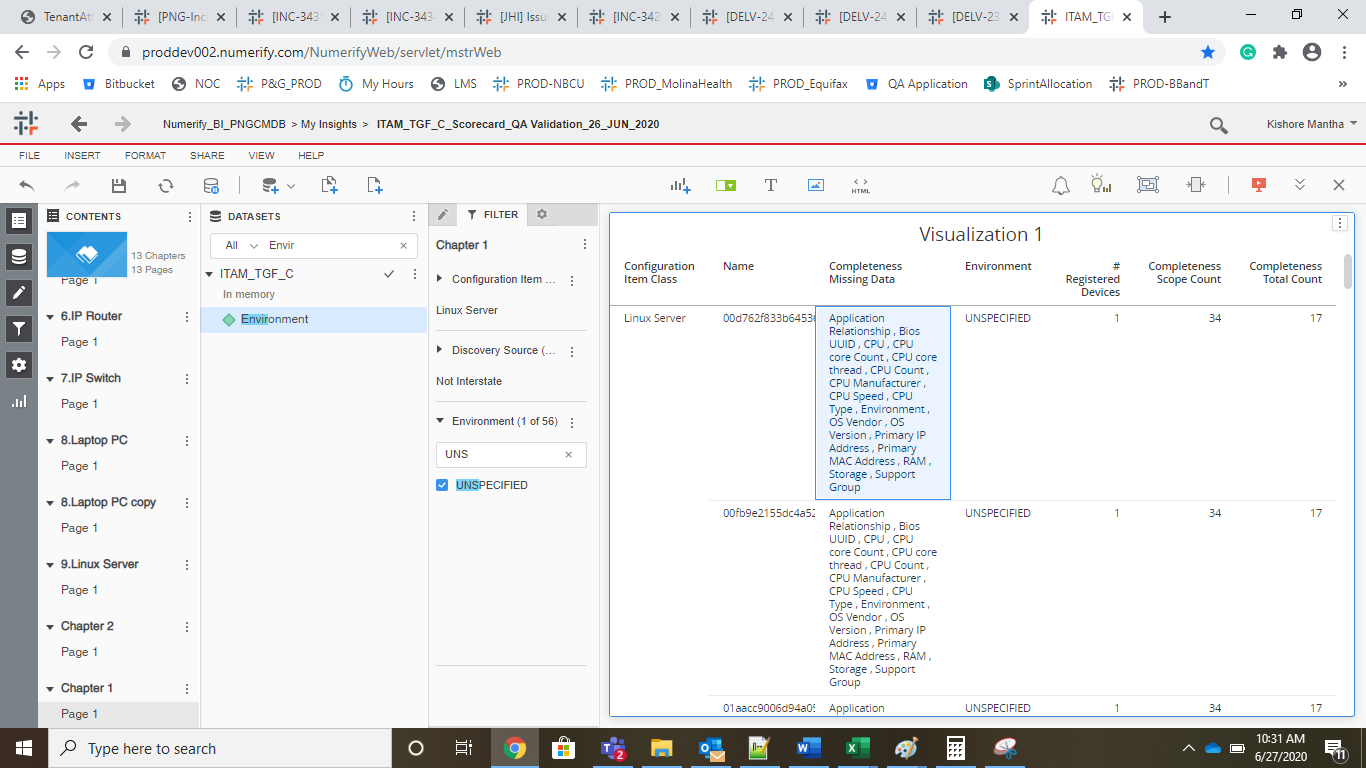 TenantAt
[PNG-Inc
[INC-343
[INC-343
[JHI] Issu
[INC-342
[DELV-24
[DELV-24
[DELV-23
ITAM_TGF
proddev002.numerify.com/NumerifyWeb/servlet/mstrWeb
Apps
Bitbucket
NOC
P&G_PROD
My Hours
LMS
PROD-NBCU
PROD_MolinaHealth
PROD_Equifax
QA Application
SprintAllocation
PROD-BBandT
»
Numerify_BI_PNGCMDB > My Insights > ITAM_TGF_C_Scorecard_QA Validation_26_JUN_2020
Kishore Mantha
FILE
INSERT
FORMAT
SHARE
VIEW
HELP
HTML
CONTENTS
13 Chapters
13 Pages
Page 1
6.IP Router
Page 1
7.IP Switch
Page 1
8.Laptop PC
Page 1
8.Laptop PC copy
Page 1
9.Linux Server
Page 1
Chapter 2
Page 1
Chapter 1
Page 1
DATASETS
All
Envir
ITAM_TGF_C
In memory
Environment
FILTER
Chapter 1
Configuration Item ...
Linux Server
Discovery Source (...
Not Interstate
Environment (1 of 56)
UNS
UNSPECIFIED
Visualization 1
Configuration
Item Class
Name
Completeness
Missing Data
Environment
#
Registered
Devices
Completeness
Scope Count
Completeness
Total Count
Linux Server
00d762f833b6453
Application
Relationship , Bios
UUID , CPU , CPU
core Count , CPU core
thread , CPU Count ,
CPU Manufacturer ,
CPU Speed , CPU
Type , Environment ,
OS Vendor , OS
Version , Primary IP
Address , Primary
MAC Address , RAM ,
Storage , Support
Group
UNSPECIFIED
1
34
17
00fb9e2155dc4a52
Application
Relationship , Bios
UUID , CPU , CPU
core Count , CPU core
thread , CPU Count ,
CPU Manufacturer ,
CPU Speed , CPU
Type , Environment ,
OS Vendor , OS
Version , Primary IP
Address , Primary
MAC Address , RAM ,
Storage , Support
Group
UNSPECIFIED
1
34
17
01aacc9006d94a05
Application
UNSPECIFIED
1
34
17
Type here to search
2
10:31 AM
6/27/2020
11